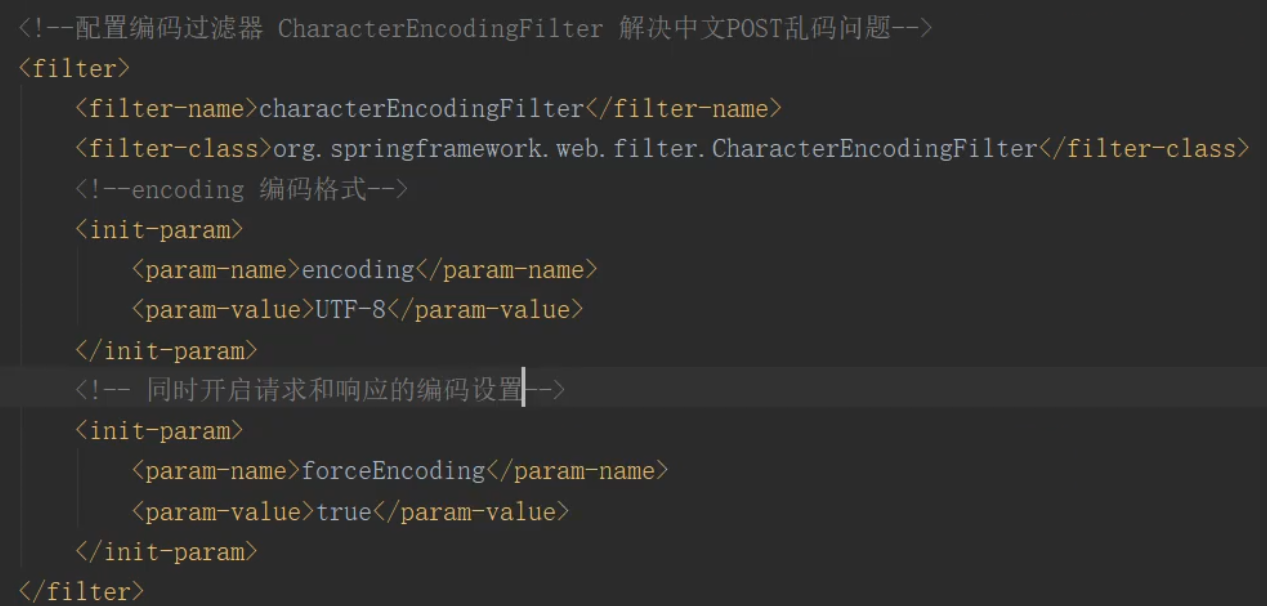 <!--配置编码过滤器 CharacterEncodingFilter 解决中文POST乱码问题-->
<filter>
<filter-name>characterEncodingFilter</filter-name>
<filter-class>org.springframework.web.filter.CharacterEncodingFilter</filter-class>
<!--encoding 编码格式-->
<init-param>
<param-name>encoding</param-name>
<param-value>UTF-8</param-value>
</init-param>
<!-- 同时开启请求和响应的编码设置-->
<init-param>
<param-name>forceEncoding</param-name>
<param-value>true</param-value>
</init-param>
</filter>